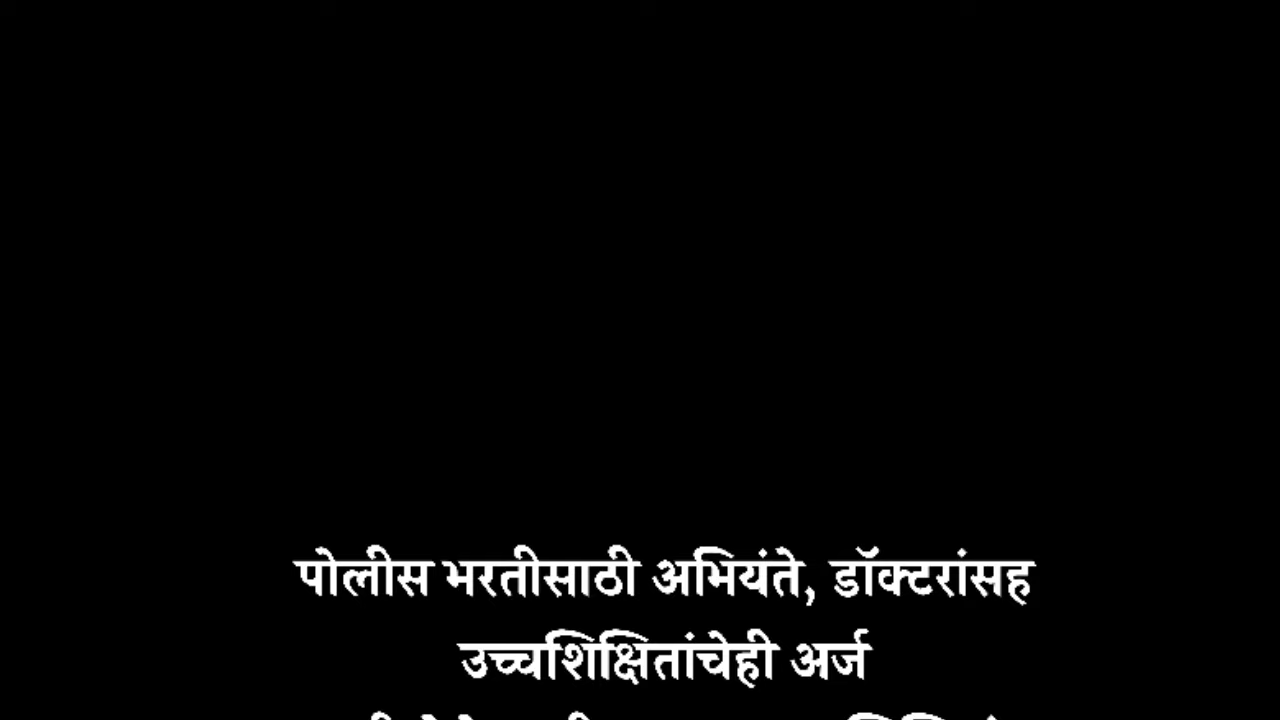 पोलीस भरतीसाठी अभियंते, डॉक्टरांसह
उच्चशिक्षितांचेही अर्ज